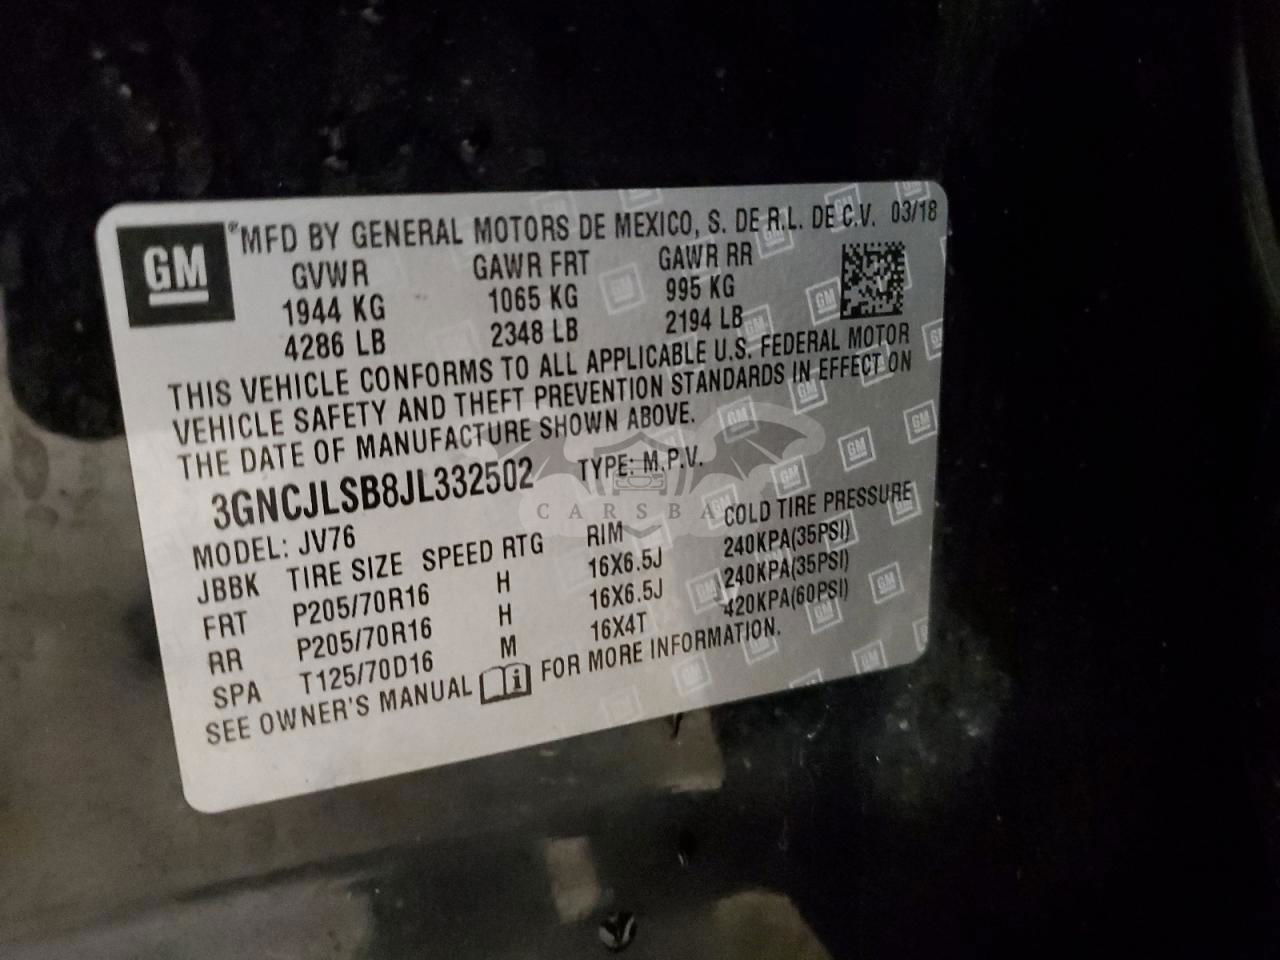 GM
®MFD BY GENERAL MOTORS DE MEXICO, S. DE R.L. DE C.V. 03/18
GVWR GAWR FRT GAWR RR
1944 KG 1065 KG 995 KG
4286 LB 2348 LB 2194 LB
THIS VEHICLE CONFORMS TO ALL APPLICABLE U.S. FEDERAL MOTOR
VEHICLE SAFETY AND THEFT PREVENTION STANDARDS IN EFFECT ON
THE DATE OF MANUFACTURE SHOWN ABOVE.
3GNCJLSB8JL332502 TYPE: M.P.V.
CARSBA
MODEL: JV76
JBBK TIRE SIZE SPEED RTG RIM COLD TIRE PRESSURE
FRT P205/70R16 H 16X6.5J 240KPA(35PSI)
RR P205/70R16 H 16X6.5J 240KPA(35PSI)
SPA T125/70D16 M 16X4T 420KPA(60PSI)
SEE OWNER'S MANUAL i FOR MORE INFORMATION.